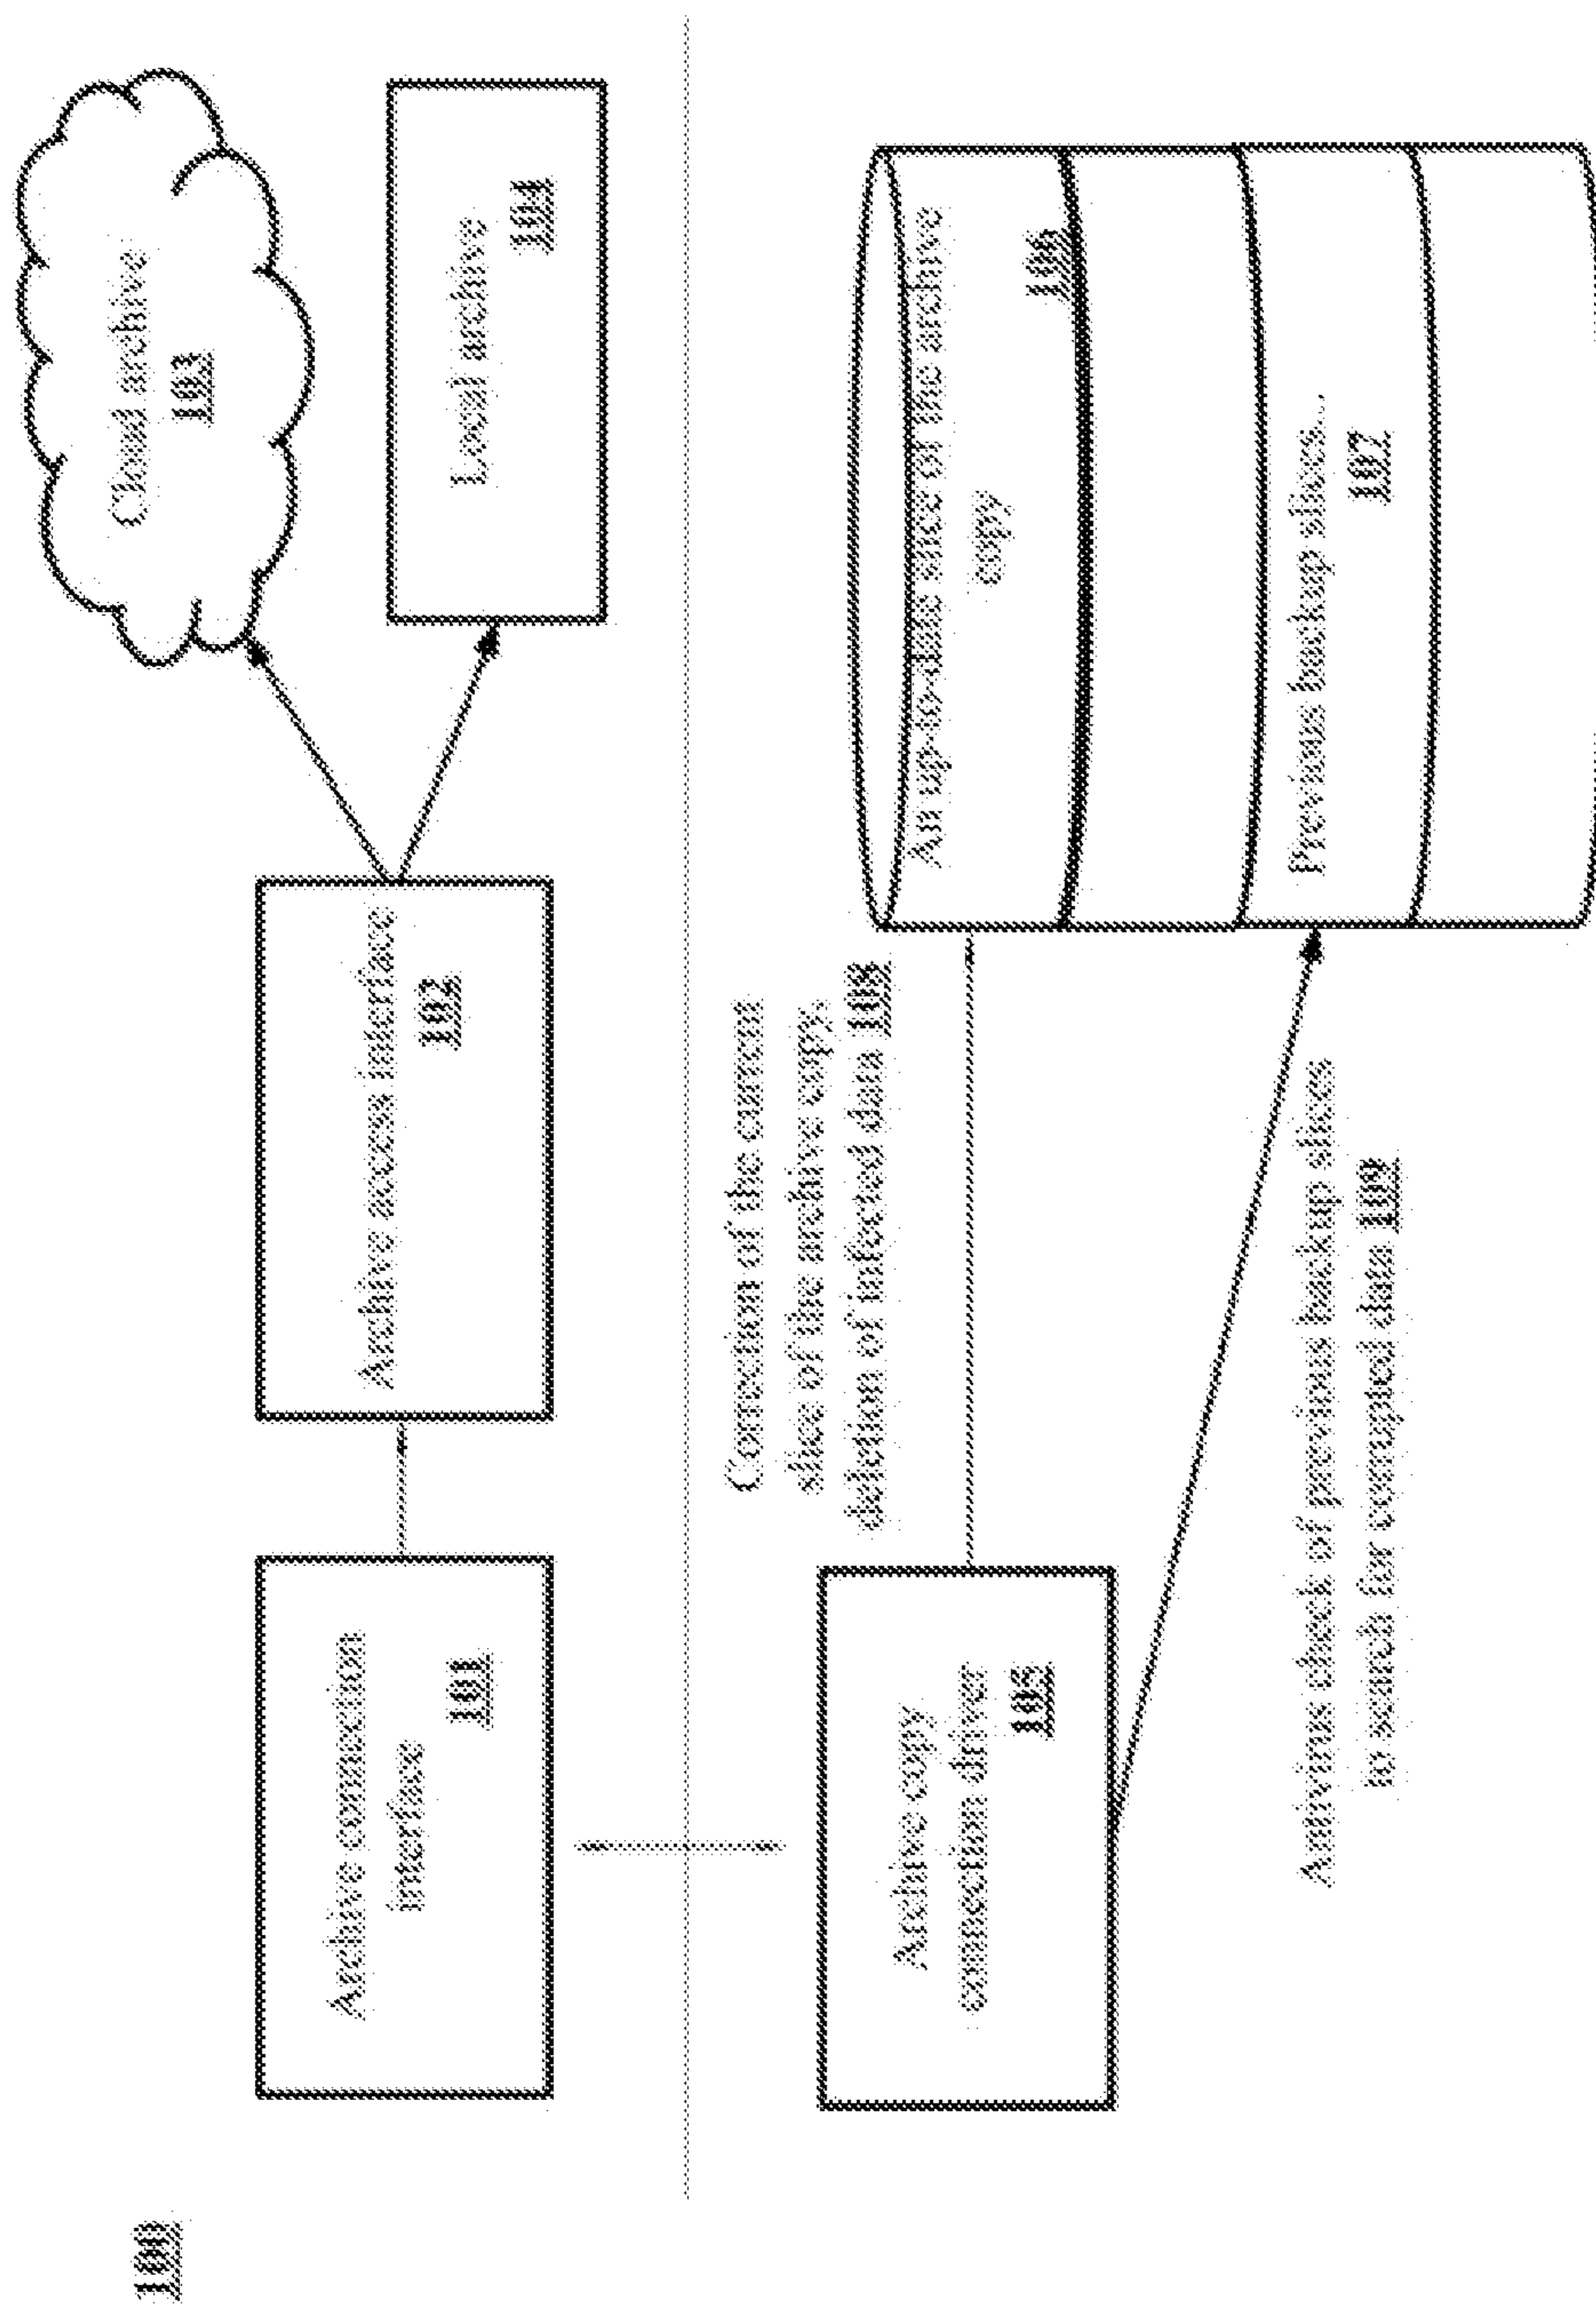 100
Archive connection
interface
101
Archive access interface
102
Cloud archive
103
Local archive
104
Archive copy
connection driver
105
Correction of the current
slice of the archive copy,
deletion of infected data 108
An up-to-date slice of the archive
copy
106
Previous backup slices...
107
Antivirus check of previous backup slices
to search for corrupted data 109